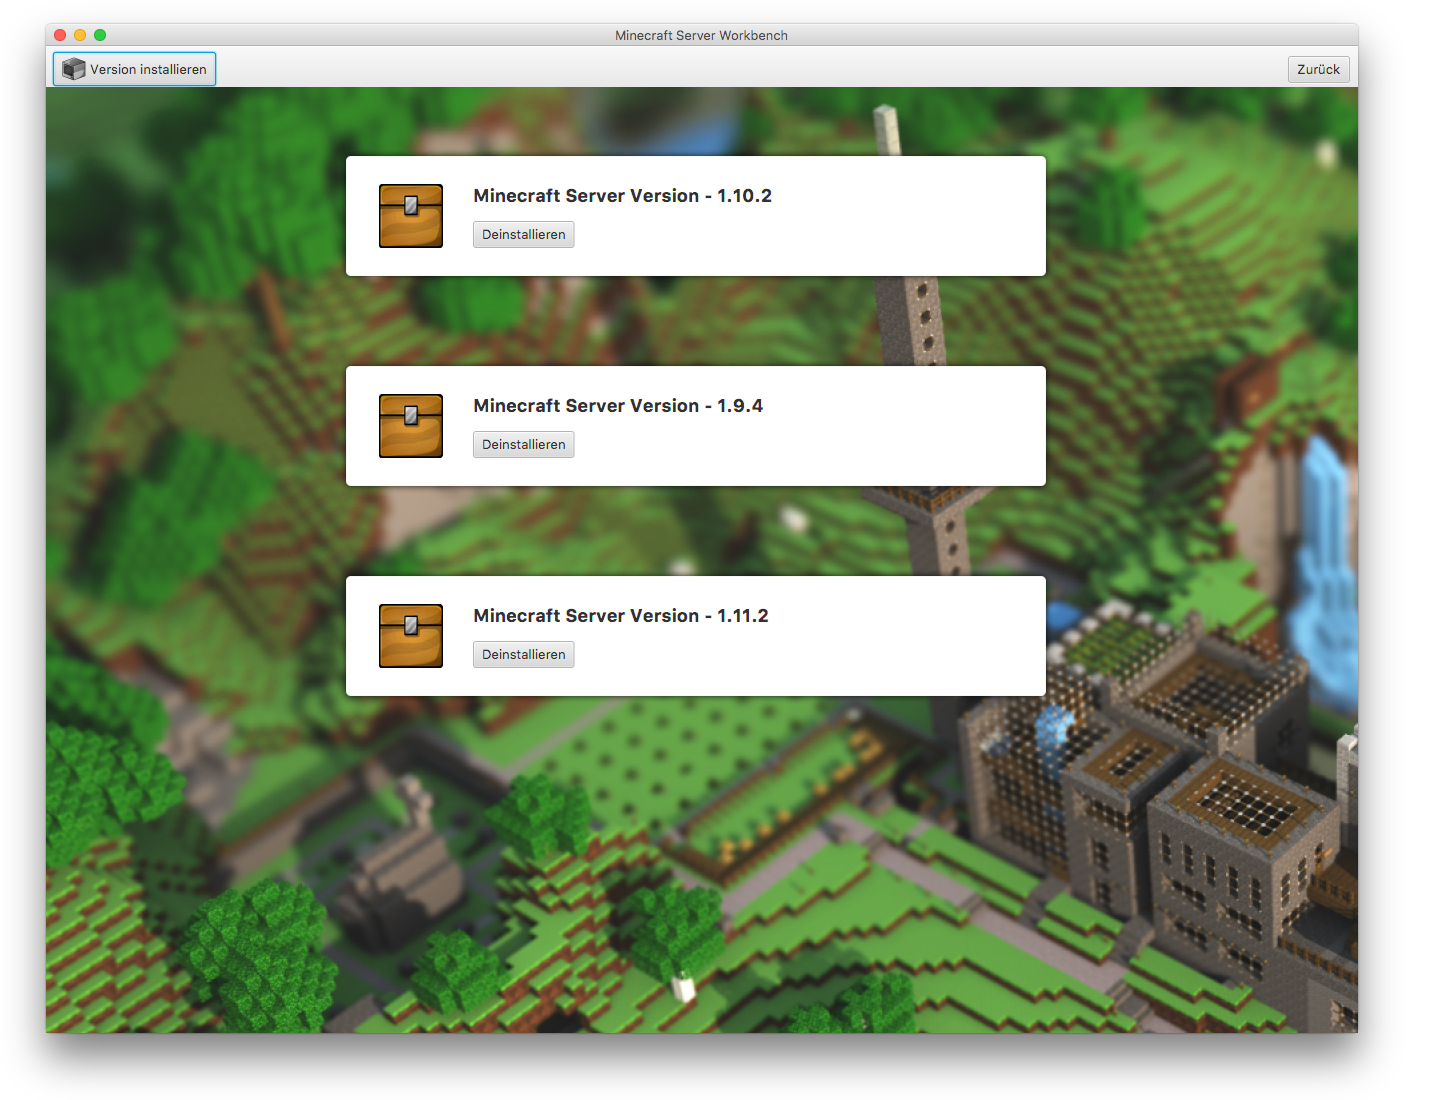 Minecraft Server Workbench
Version installieren
Zurück
Minecraft Server Version - 1.10.2
Deinstallieren
Minecraft Server Version - 1.9.4
Deinstallieren
Minecraft Server Version - 1.11.2
Deinstallieren